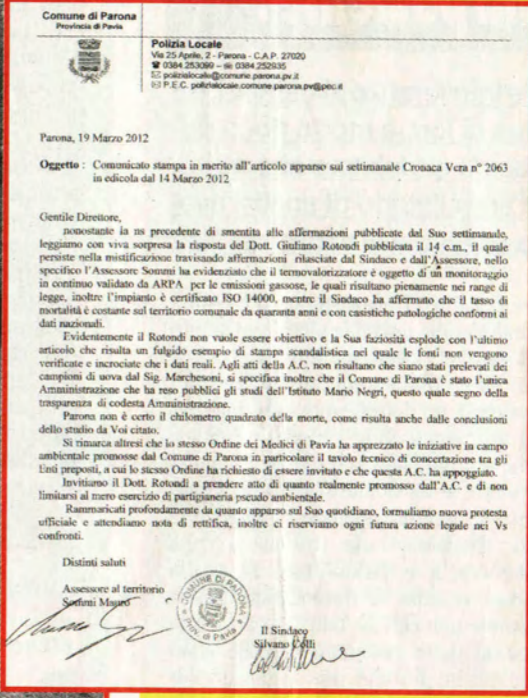 Comune di Parona
Provincia di Pavia
Polizia Locale
Via 25 Aprile, 2 - Parona - C.A.P. 27020
☎ 0384 253099 - 0384 252935
polizialocale@comune.parona.pv.it
P.E.C. polizialocale.comune.parona.pv@pec.it
Parona, 19 Marzo 2012
Oggetto : Comunicato stampa in merito all'articolo apparso sul settimanale Cronaca Vera n° 2063
in edicola dal 14 Marzo 2012
Gentile Direttore,
nonostante la ns precedente di smentita alle affermazioni pubblicate dal Suo settimanale,
leggiamo con viva sorpresa la risposta del Dott. Giuliano Rotondi pubblicata il 14 c.m., il quale
persiste nella mistificazione travisando affermazioni rilasciate dal Sindaco e dall'Assessore, nello
specifico l'Assessore Sommi ha evidenziato che il termovalorizzatore è oggetto di un monitoraggio
in continuo validato da ARPA per le emissioni gassose, le quali risultano pienamente nei range di
legge, inoltre l'impianto è certificato ISO 14000, mentre il Sindaco ha affermato che il tasso di
mortalità è costante sul territorio comunale da quaranta anni e con casistiche patologiche conformi ai
dati nazionali.
Evidentemente il Rotondi non vuole essere obiettivo e la Sua faziosità esplode con l'ultimo
articolo che risulta un fulgido esempio di stampa scandalistica nel quale le fonti non vengono
verificate e incrociate che i dati reali. Agli atti della A.C. non risultano che siano stati prelevati dei
campioni di uova dal Sig. Marchesoni, si specifica inoltre che il Comune di Parona è stato l'unica
Amministrazione che ha reso pubblici gli studi dell'Istituto Mario Negri, questo quale segno della
trasparenza di codesta Amministrazione.
Parona non è certo il chilometro quadrato della morte, come risulta anche dalle conclusioni
dello studio da Voi citato.
Si rimarca altresì che lo stesso Ordine dei Medici di Pavia ha apprezzato le iniziative in campo
ambientale promosse dal Comune di Parona in particolare il tavolo tecnico di concertazione tra gli
Enti preposti, a cui lo stesso Ordine ha richiesto di essere invitato e che questa A.C. ha appoggiato.
Invitiamo il Dott. Rotondi a prendere atto di quanto realmente promosso dall'A.C. e di non
limitarsi al mero esercizio di partigianeria pseudo ambientale.
Rammaricati profondamente da quanto apparso sul Suo quotidiano, formuliamo nuova protesta
ufficiale e attendiamo nota di rettifica, inoltre ci riserviamo ogni futura azione legale nei Vs
confronti.
Distinti saluti
Assessore al territorio
Sommi Mauro
COMUNE DI PARONA
Prov. di Pavia
Il Sindaco
Silvano Colli